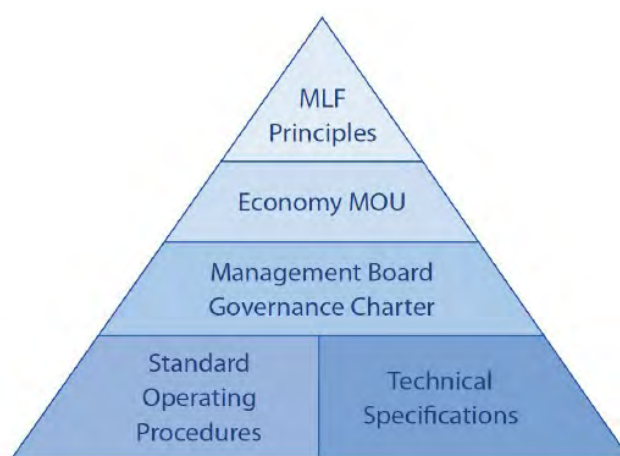 MLF
Principles
Economy MOU
Management Board
Governance Charter
Standard
Operating
Procedures
Technical
Specifications